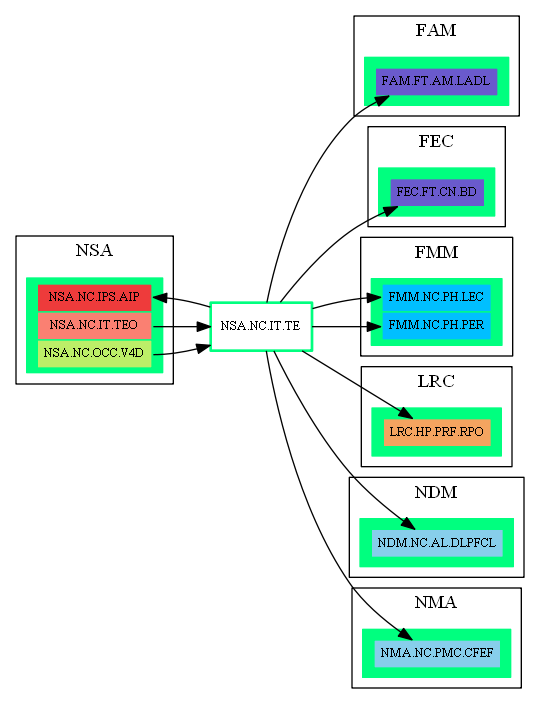 FAM
FAM.FT.AM.LADL
FEC
FEC.FT.CN.BD
NSA
NSA.NC.IPS.AIP
NSA.NC.IT.TEO
NSA.NC.OCC.V4D
NSA.NC.IT.TE
FMM
FMM.NC.PH.LEC
FMM.NC.PH.PER
LRC
LRC.HP.PRF.RPO
NDM
NDM.NC.AL.DLPFCL
NMA
NMA.NC.PMC.CFEF